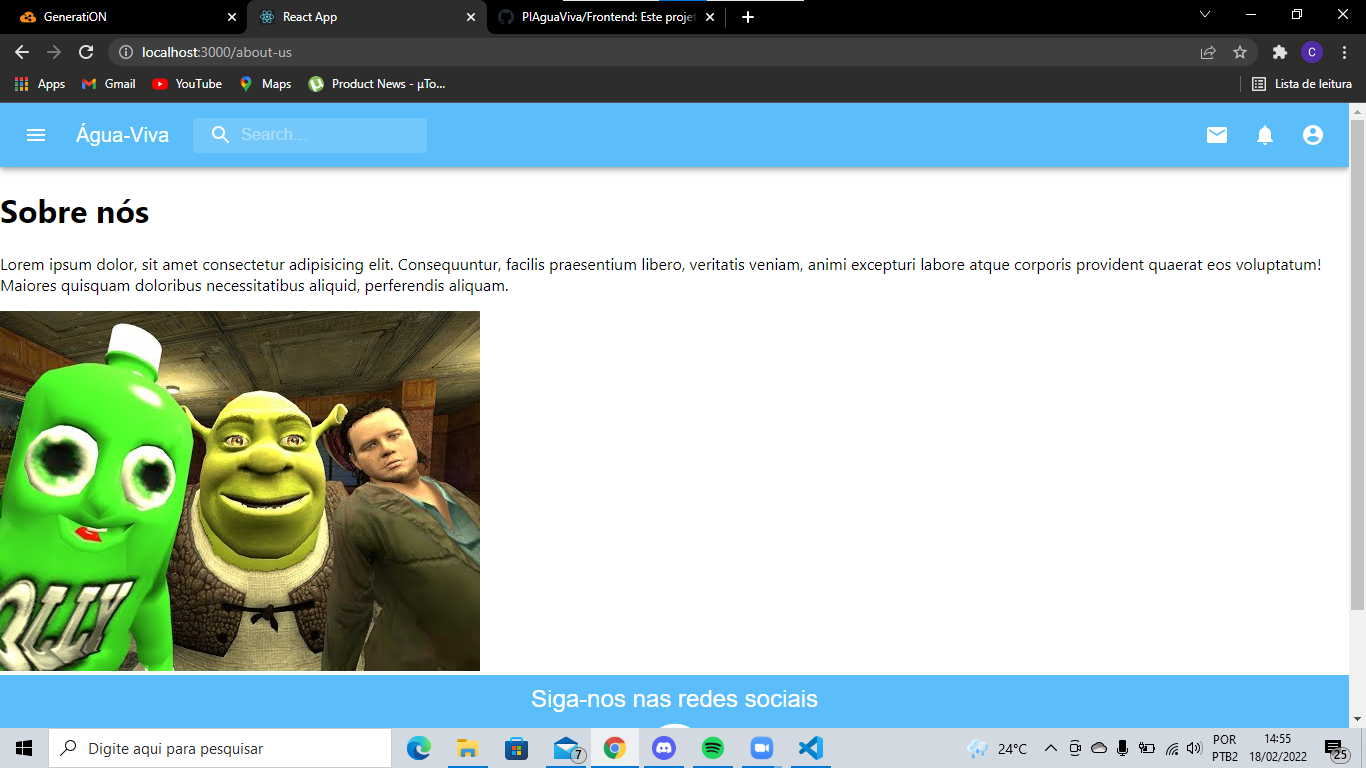 GeneratiON
React App
PIAguaViva/Frontend: Este projet
localhost:3000/about-us
Apps
Gmail
YouTube
Maps
Product News - µTo...
Lista de leitura
Água-Viva
Search...
Sobre nós
Lorem ipsum dolor, sit amet consectetur adipisicing elit. Consequuntur, facilis praesentium libero, veritatis veniam, animi excepturi labore atque corporis provident quaerat eos voluptatum!
Maiores quisquam doloribus necessitatibus aliquid, perferendis aliquam.
OLLY
Siga-nos nas redes sociais
Digite aqui para pesquisar
7
24°C
POR
PTB2
14:55
18/02/2022
25
C